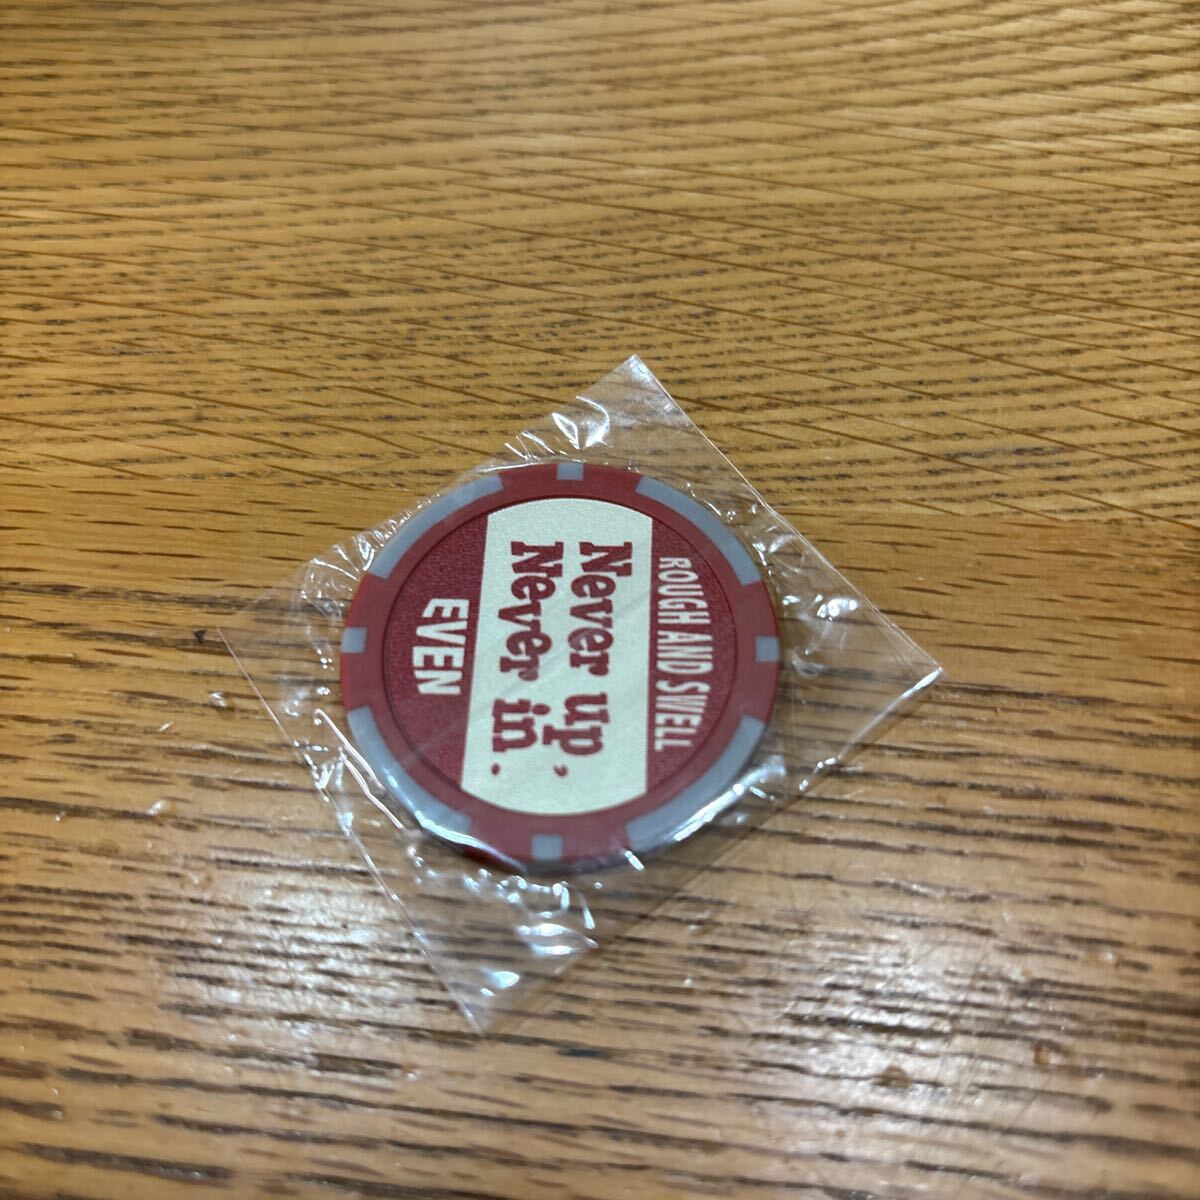 ROUGH AND SWELL
Never up,
Never in.
EVEN